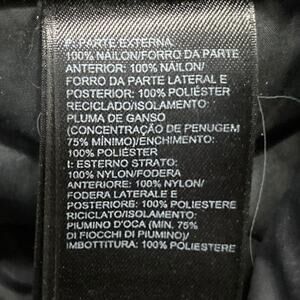 P: PARTE EXTERNA
100% NÁILON/FORRO DA PARTE
ANTERIOR: 100% NÁILON/
FORRO DA PARTE LATERAL E
POSTERIOR: 100% POLIÉSTER
RECICLADO/ISOLAMENTO:
PLUMA DE GANSO
(CONCENTRAÇÃO DE PENUGEM
75% MÍNIMO)/ENCHIMENTO:
100% POLIÉSTER
I: ESTERNO STRATO:
100% NYLON/FODERA
ANTERIORE: 100% NYLON/
FODERA LATERALE E
POSTERIORE: 100% POLIESTERE
RICICLATO/ISOLAMENTO:
PIUMINO D'OCA (MIN. 75%
DI FIOCCHI DI PIUMINO)/
IMBOTTITURA: 100% POLIESTERE